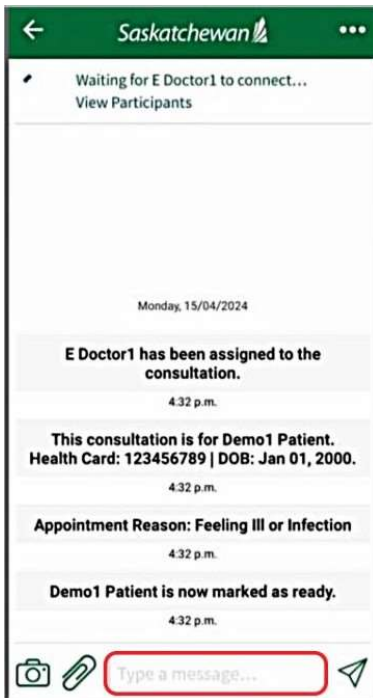 Saskatchewan
Waiting for E Doctor1 to connect...
View Participants
Monday, 15/04/2024
E Doctor1 has been assigned to the
consultation.
4:32 p.m.
This consultation is for Demo1 Patient.
Health Card: 123456789 | DOB: Jan 01, 2000.
4:32 p.m.
Appointment Reason: Feeling Ill or Infection
4:32 p.m.
Demo1 Patient is now marked as ready.
4:32 p.m.
Type a message...